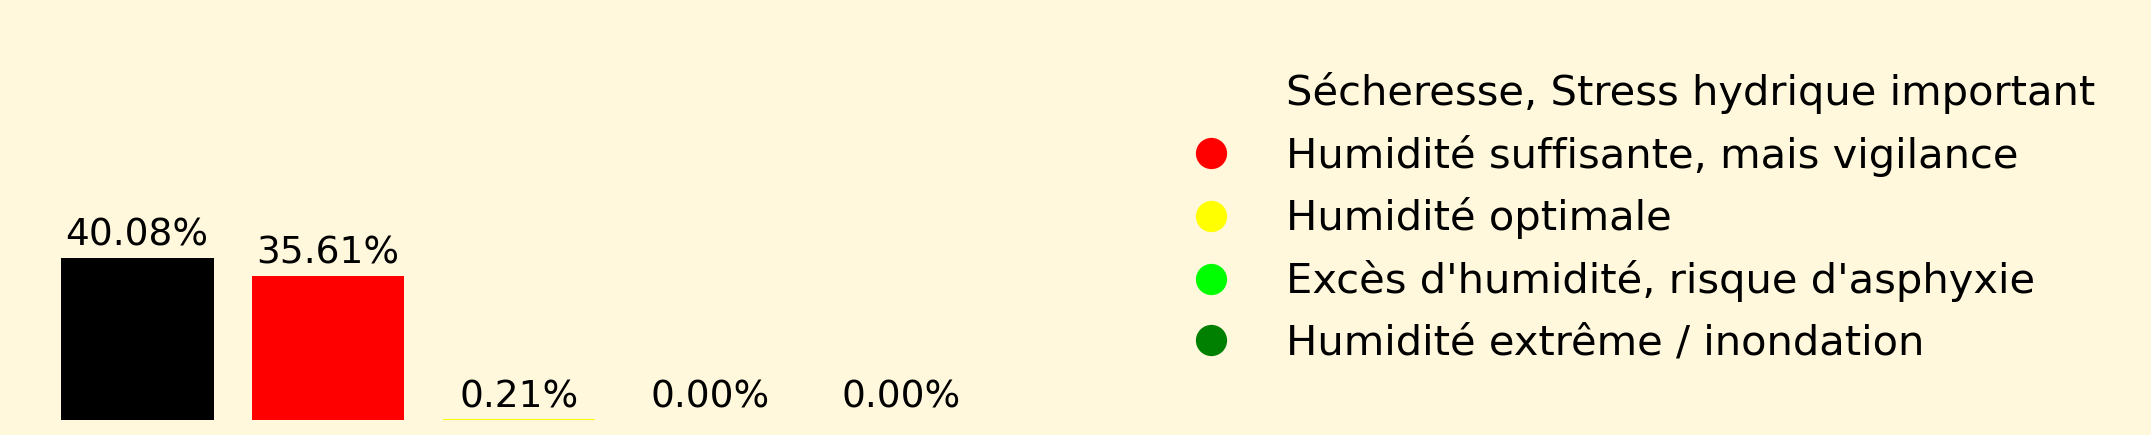 40.08%
35.61%
0.21%
0.00%
0.00%
Sécheresse, Stress hydrique important
Humidité suffisante, mais vigilance
Humidité optimale
Excès d'humidité, risque d'asphyxie
Humidité extrême / inondation